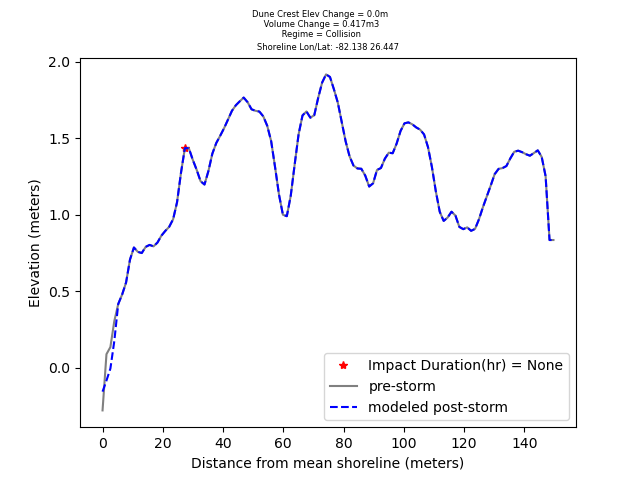 Dune Crest Elev Change = 0.0m
Volume Change = 0.417m3
Regime = Collision
Shoreline Lon/Lat: -82.138 26.447
2.0
1.5
1.0
0.5
0.0
Elevation (meters)
Impact Duration(hr) = None
pre-storm
modeled post-storm
0 20 40 60 80 100 120 140
Distance from mean shoreline (meters)